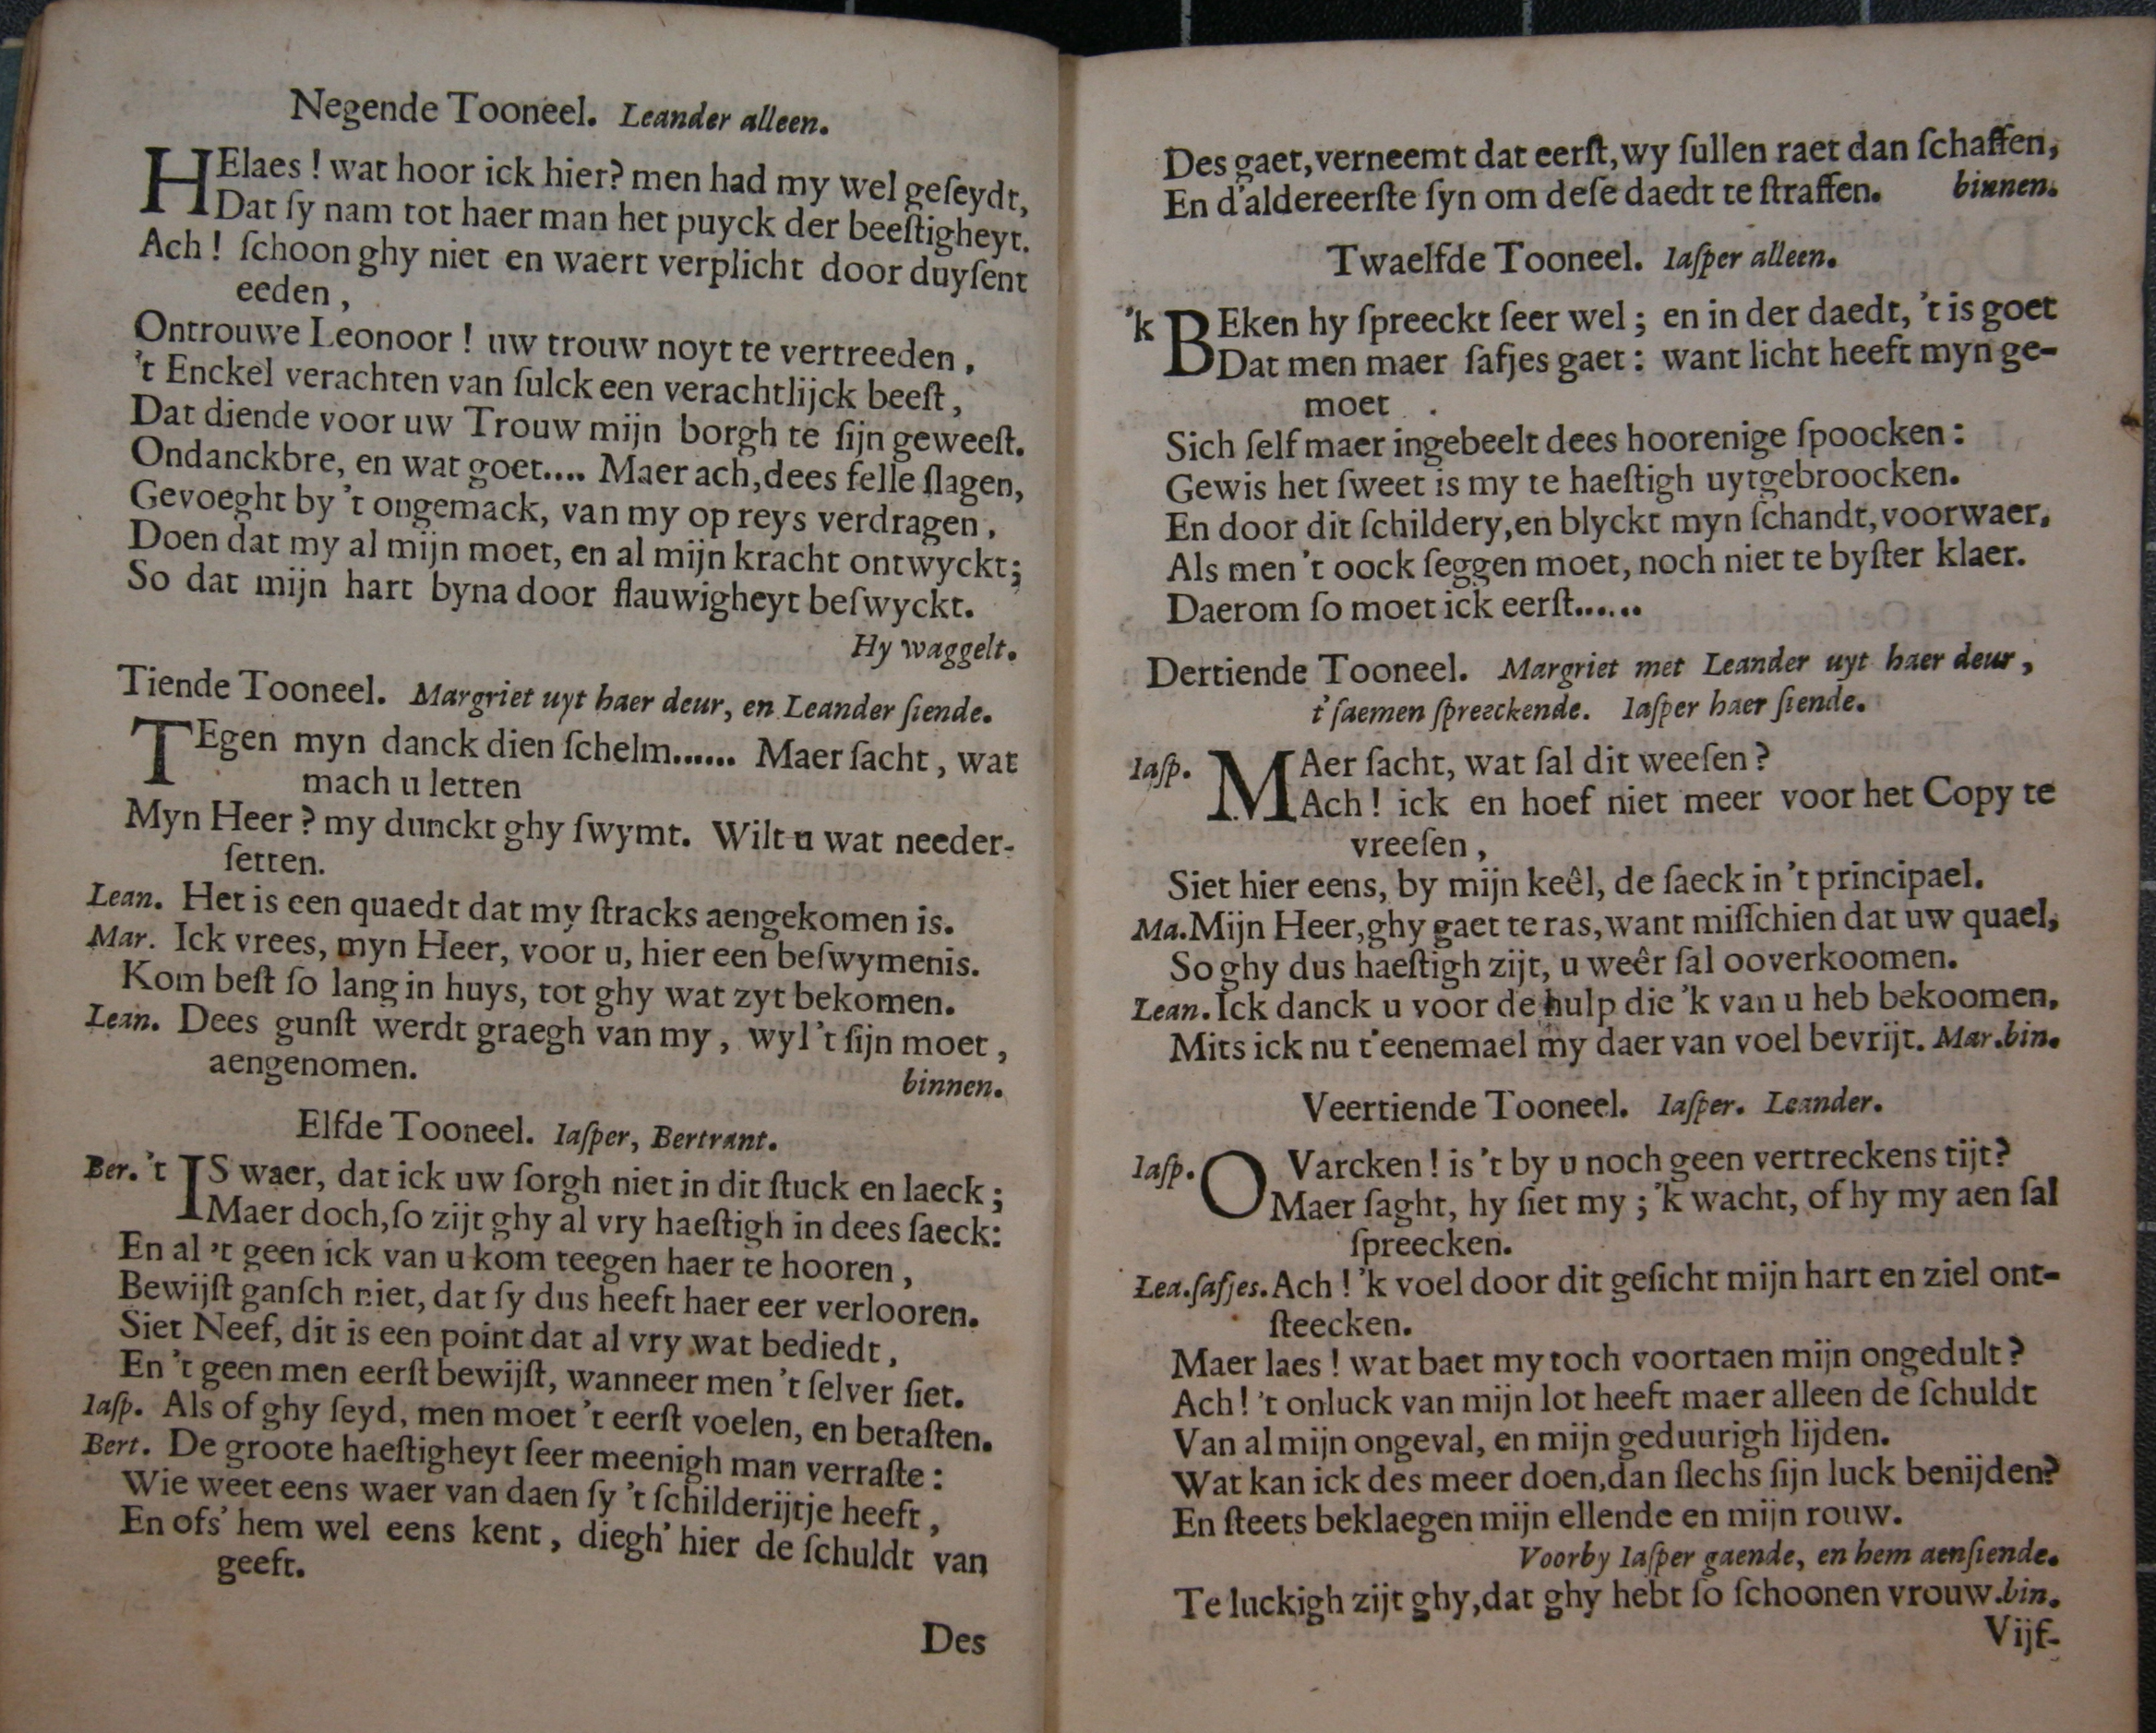 Negende Tooneel. Leander alleen.
HElaes ! wat hoor ick hier? men had my wel geſeydt,
Dat ſy nam tot haer man het puyck der beeſtigheyt.
Ach ! ſchoon ghy niet en waert verplicht door duyſent
eeden ,
Ontrouwe Leonoor ! uw trouw noyt te vertreeden ,
't Enckel verachten van ſulck een verachtlijck beeſt ,
Dat diende voor uw Trouw mijn borgh te ſijn geweeſt.
Ondanckbre, en wat goet.... Maer ach, dees felle ſlagen,
Gevoeght by 't ongemack, van my op reys verdragen ,
Doen dat my al mijn moet, en al mijn kracht ontwyckt;
So dat mijn hart byna door flauwigheyt beſwyckt.
Hy waggelt.
Tiende Tooneel. Margriet uyt haer deur, en Leander ſiende.
TEgen myn danck dien ſchelm...... Maer ſacht , wat
mach u letten
Myn Heer ? my dunckt ghy ſwymt. Wilt u wat needer-
ſetten.
Lean. Het is een quaedt dat my ſtracks aengekomen is.
Mar. Ick vrees, myn Heer, voor u, hier een beſwymenis.
Kom beſt ſo lang in huys, tot ghy wat zyt bekomen.
Lean. Dees gunſt werdt graegh van my , wyl 't ſijn moet ,
aengenomen.
binnen.
Elfde Tooneel. Iaſper, Bertrant.
Ber. 't IS waer, dat ick uw ſorgh niet in dit ſtuck en laeck ;
Maer doch, ſo zijt ghy al vry haeſtigh in dees ſaeck:
En al 't geen ick van u kom teegen haer te hooren ,
Bewijſt ganſch niet, dat ſy dus heeft haer eer verlooren.
Siet Neef, dit is een point dat al vry wat bediedt ,
En 't geen men eerſt bewijſt, wanneer men 't ſelver ſiet.
Iaſp. Als of ghy ſeyd, men moet 't eerſt voelen, en betaſten.
Bert. De groote haeſtigheyt ſeer meenigh man verraſte :
Wie weet eens waer van daen ſy 't ſchilderijtje heeft ,
En ofs' hem wel eens kent , diegh' hier de ſchuldt van
geeft.
Des
Des gaet, verneemt dat eerſt, wy ſullen raet dan ſchaffen,
En d'aldereerſte ſyn om deſe daedt te ſtraffen. binnen.
Twaelfde Tooneel. Iaſper alleen.
'k BEken hy ſpreeckt ſeer wel ; en in der daedt, 't is goet
Dat men maer ſafjes gaet : want licht heeft myn ge-
moet .
Sich ſelf maer ingebeelt dees hoorenige ſpoocken :
Gewis het ſweet is my te haeſtigh uytgebroocken.
En door dit ſchildery, en blyckt myn ſchandt, voorwaer,
Als men 't oock ſeggen moet, noch niet te byſter klaer.
Daerom ſo moet ick eerſt......
Dertiende Tooneel. Margriet met Leander uyt haer deur ,
t'ſaemen ſpreeckende. Iaſper haer ſiende.
Iaſp. MAer ſacht, wat ſal dit weeſen ?
Ach ! ick en hoef niet meer voor het Copy te
vreeſen ,
Siet hier eens, by mijn keêl, de ſaeck in 't principael.
Ma. Mijn Heer, ghy gaet te ras, want miſſchien dat uw quael,
So ghy dus haeſtigh zijt, u weêr ſal ooverkoomen.
Lean. Ick danck u voor de hulp die 'k van u heb bekoomen,
Mits ick nu t'eenemael my daer van voel bevrijt. Mar. bin.
Veertiende Tooneel. Iaſper. Leander.
Iaſp. O Varcken ! is 't by u noch geen vertreckens tijt?
Maer ſaght, hy ſiet my ; 'k wacht, of hy my aen ſal
ſpreecken.
Lea. ſafjes. Ach ! 'k voel door dit geſicht mijn hart en ziel ont-
ſteecken.
Maer laes ! wat baet my toch voortaen mijn ongedult ?
Ach ! 't onluck van mijn lot heeft maer alleen de ſchuldt
Van al mijn ongeval, en mijn geduurigh lijden.
Wat kan ick des meer doen, dan ſlechs ſijn luck benijden?
En ſteets beklaegen mijn ellende en mijn rouw.
Voorby Iaſper gaende, en hem aenſiende.
Te luckigh zijt ghy, dat ghy hebt ſo ſchoonen vrouw. bin.
Vijf-